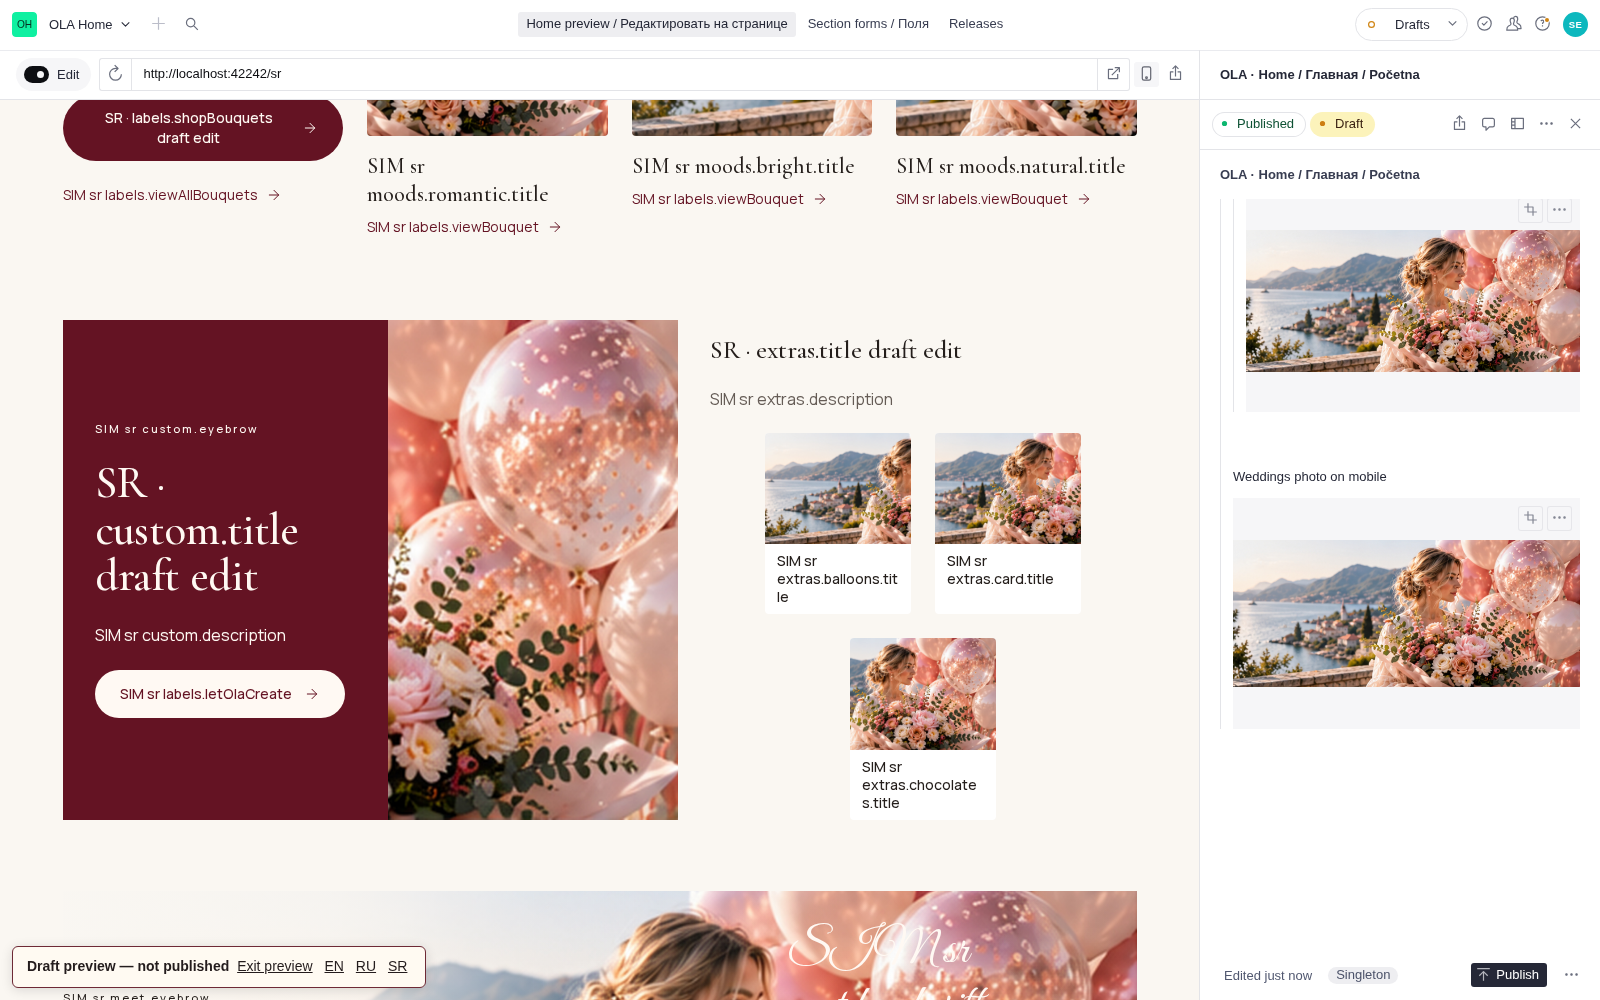 OH OLA Home
Home preview / Редактировать на странице
Section forms / Поля
Releases
Drafts
SE
Edit
http://localhost:42242/sr
OLA · Home / Главная / Početna
SR · labels.shopBouquets
draft edit
SIM sr labels.viewAllBouquets
SIM sr
moods.romantic.title
SIM sr labels.viewBouquet
SIM sr moods.bright.title
SIM sr labels.viewBouquet
SIM sr moods.natural.title
SIM sr labels.viewBouquet
SIM sr custom.eyebrow
SR ·
custom.title
draft edit
SIM sr custom.description
SIM sr labels.letOlaCreate
SR · extras.title draft edit
SIM sr extras.description
SIM sr
extras.balloons.tit
le
SIM sr
extras.card.title
SIM sr
extras.chocolate
s.title
SIM sr
Draft preview — not published Exit preview EN RU SR
SIM sr meet.eyebrow
Published
Draft
OLA · Home / Главная / Početna
Weddings photo on mobile
Edited just now
Singleton
Publish